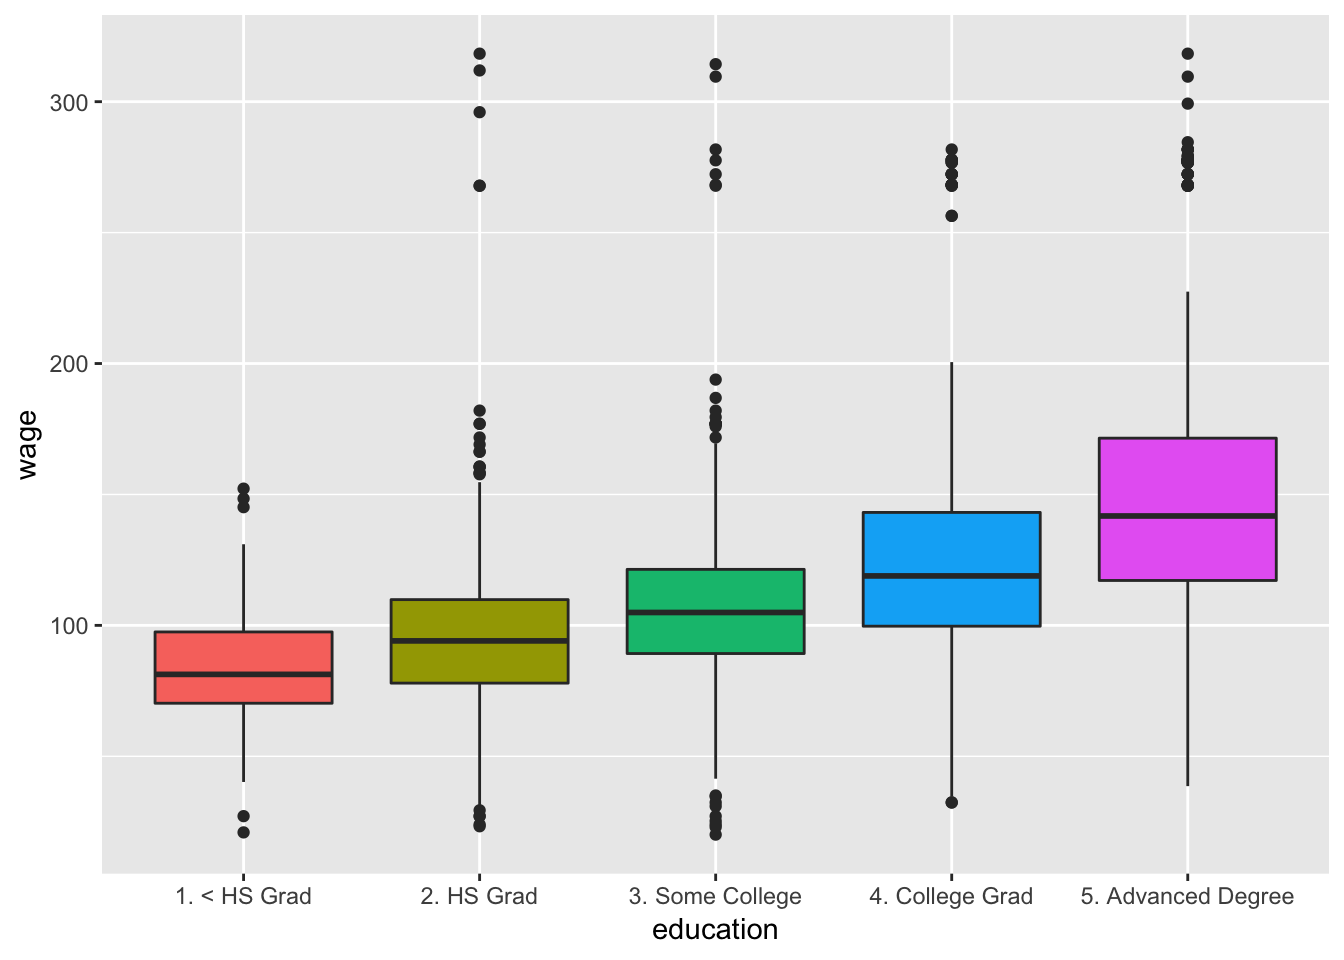 300
200
100
wage
1. < HS Grad
2. HS Grad
3. Some College
4. College Grad
5. Advanced Degree
education